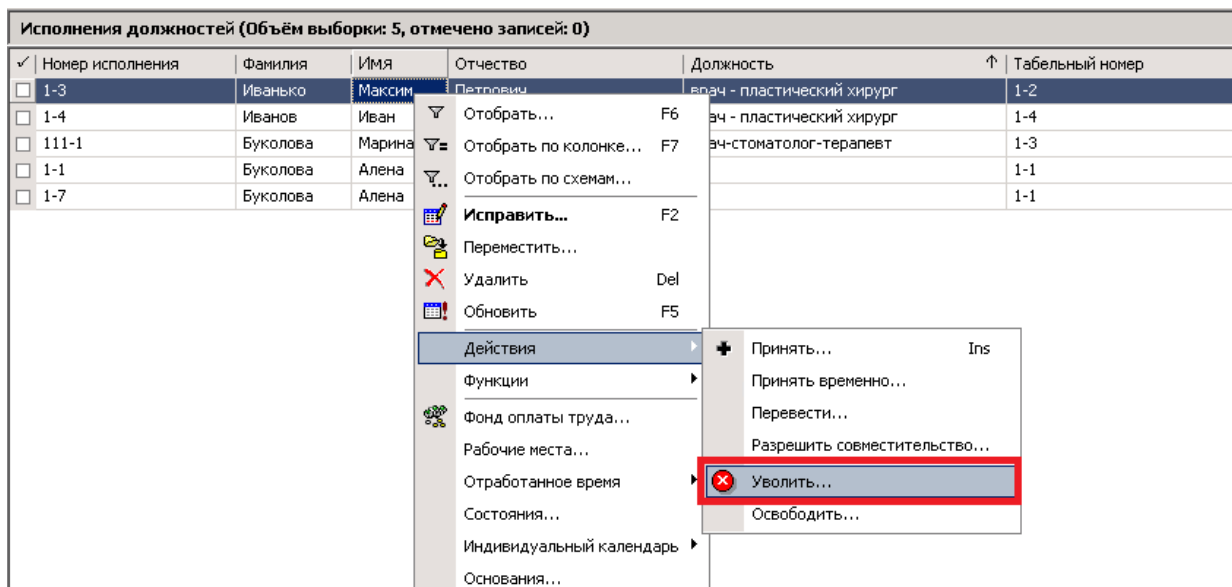 Исполнения должностей (Объём выборки: 5, отмечено записей: 0)
Номер исполнения Фамилия Имя Отчество Должность Табельный номер
1-3 Иванько Максим Петрович врач - пластический хирург 1-2
1-4 Иванов Иван ач - пластический хирург 1-4
111-1 Буколова Марина ач-стоматолог-терапевт 1-3
1-1 Буколова Алена 1-1
1-7 Буколова Алена 1-1
Отобрать... F6
Отобрать по колонке... F7
Отобрать по схемам...
Исправить... F2
Переместить...
Удалить Del
Обновить F5
Действия
Функции
Фонд оплаты труда...
Рабочие места...
Отработанное время
Состояния...
Индивидуальный календарь
Основания...
Принять... Ins
Принять временно...
Перевести...
Разрешить совместительство...
Уволить...
Освободить...